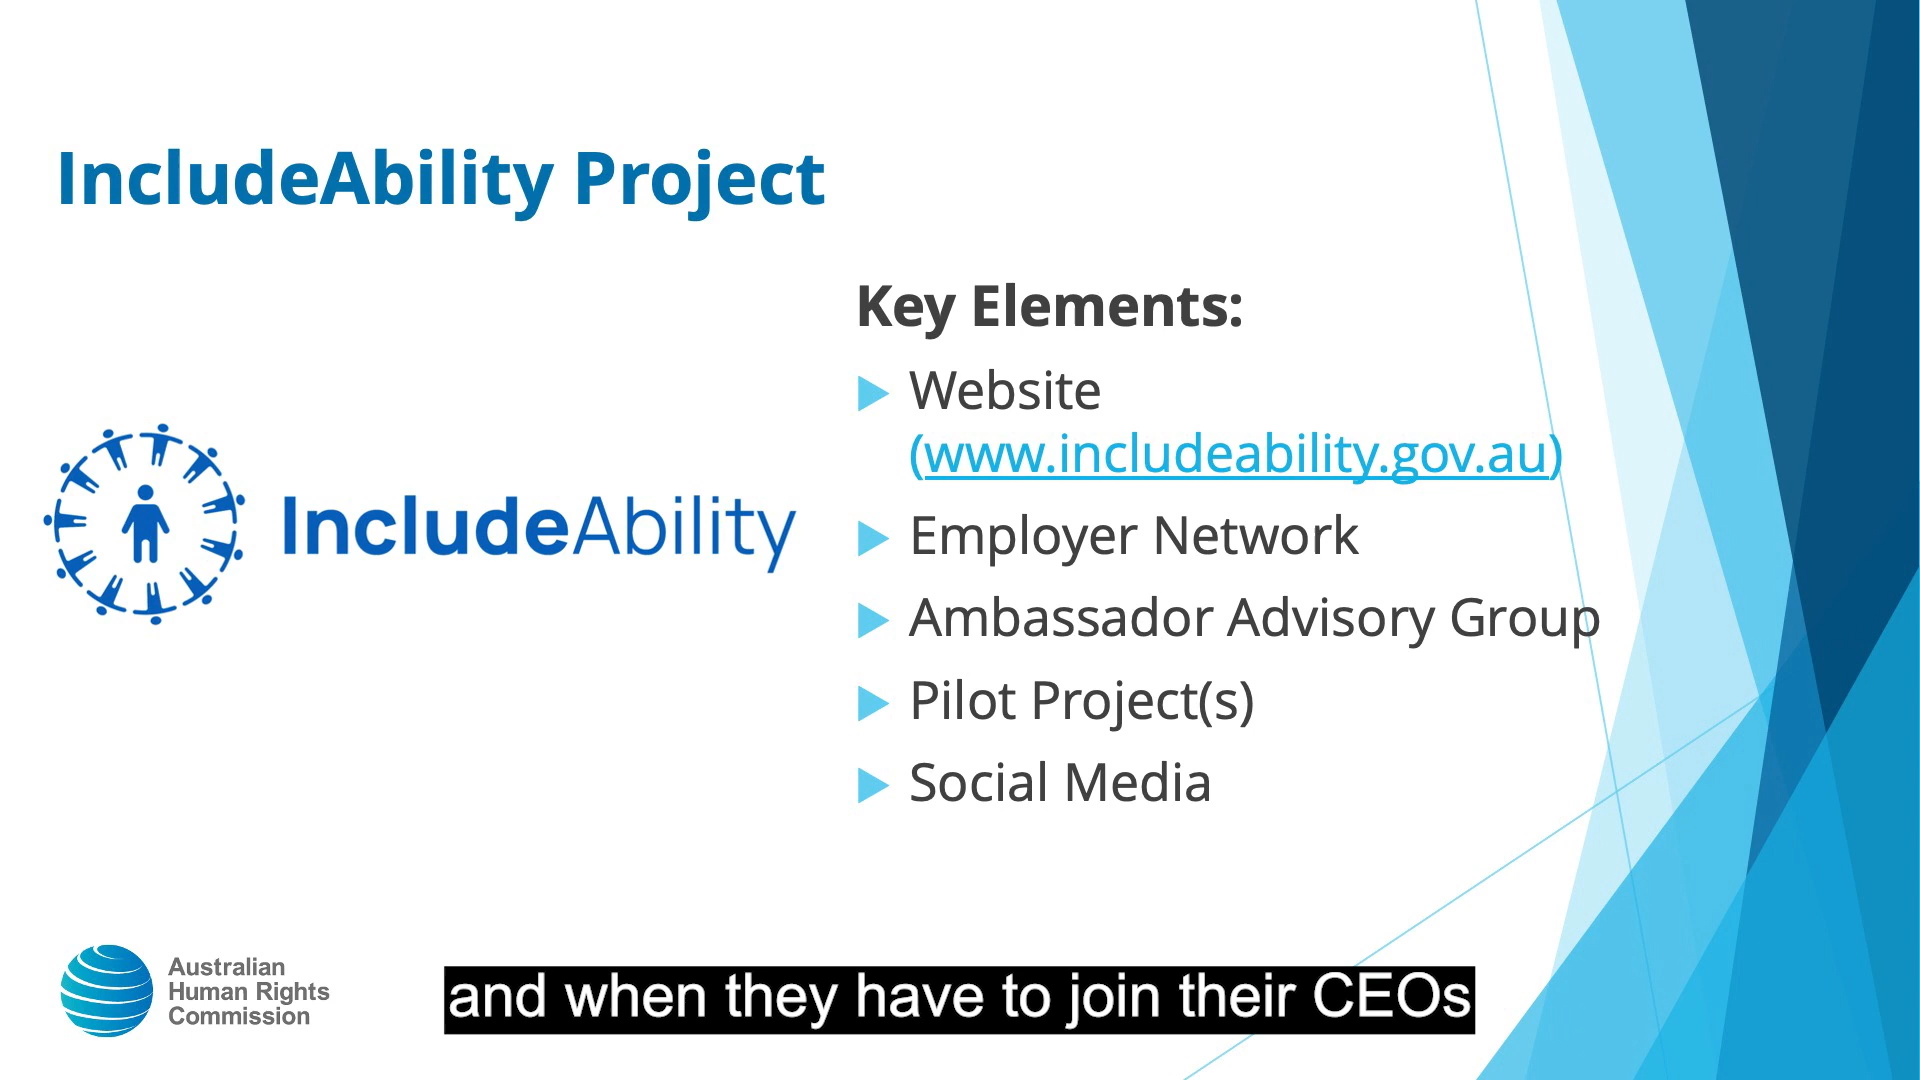 IncludeAbility Project
Key Elements:
Website
(www.includeability.gov.au)
Employer Network
Ambassador Advisory Group
Pilot Project(s)
Social Media
IncludeAbility
Australian
Human Rights
Commission
and when they have to join their CEOs